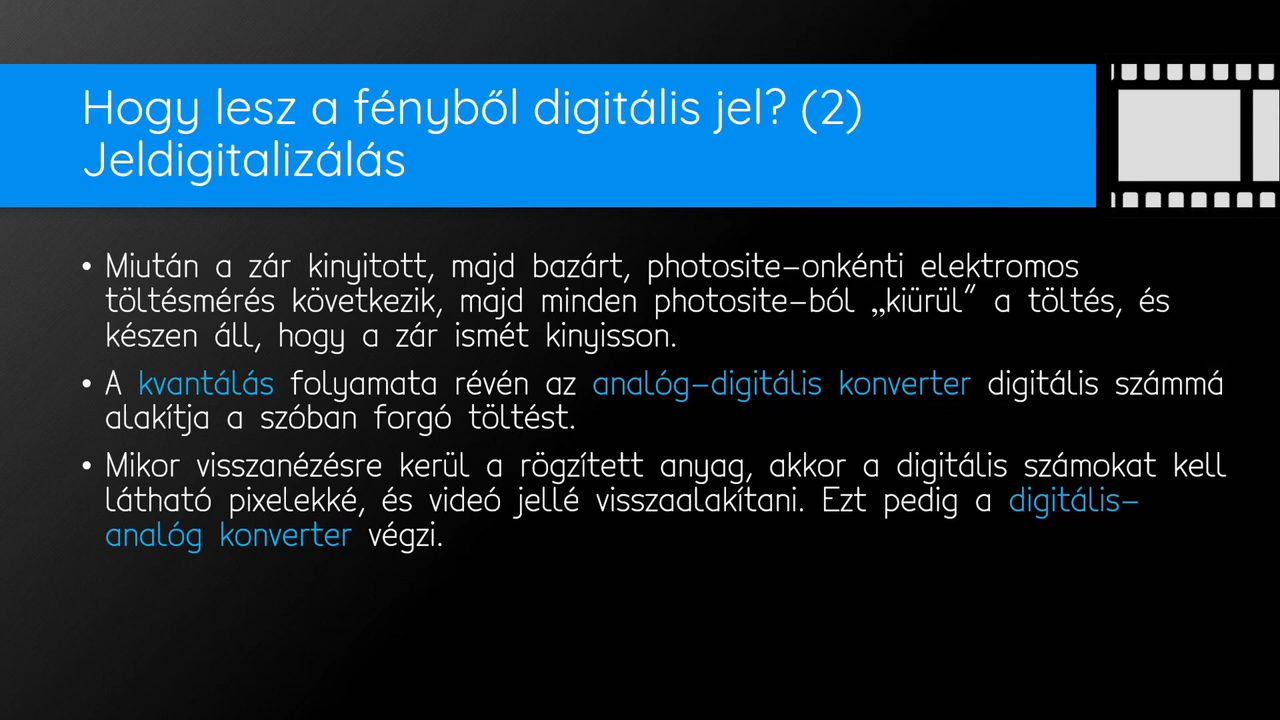 Hogy lesz a fényből digitális jel? (2)
Jeldigitalizálás
• Miután a zár kinyitott, majd bazárt, photosite-onkénti elektromos
töltésmérés következik, majd minden photosite-ból „kiürül” a töltés, és
készen áll, hogy a zár ismét kinyisson.
• A kvantálás folyamata révén az analóg-digitális konverter digitális számmá
alakítja a szóban forgó töltést.
• Mikor visszanézésre kerül a rögzített anyag, akkor a digitális számokat kell
látható pixelekké, és videó jellé visszaalakítani. Ezt pedig a digitális-
analóg konverter végzi.